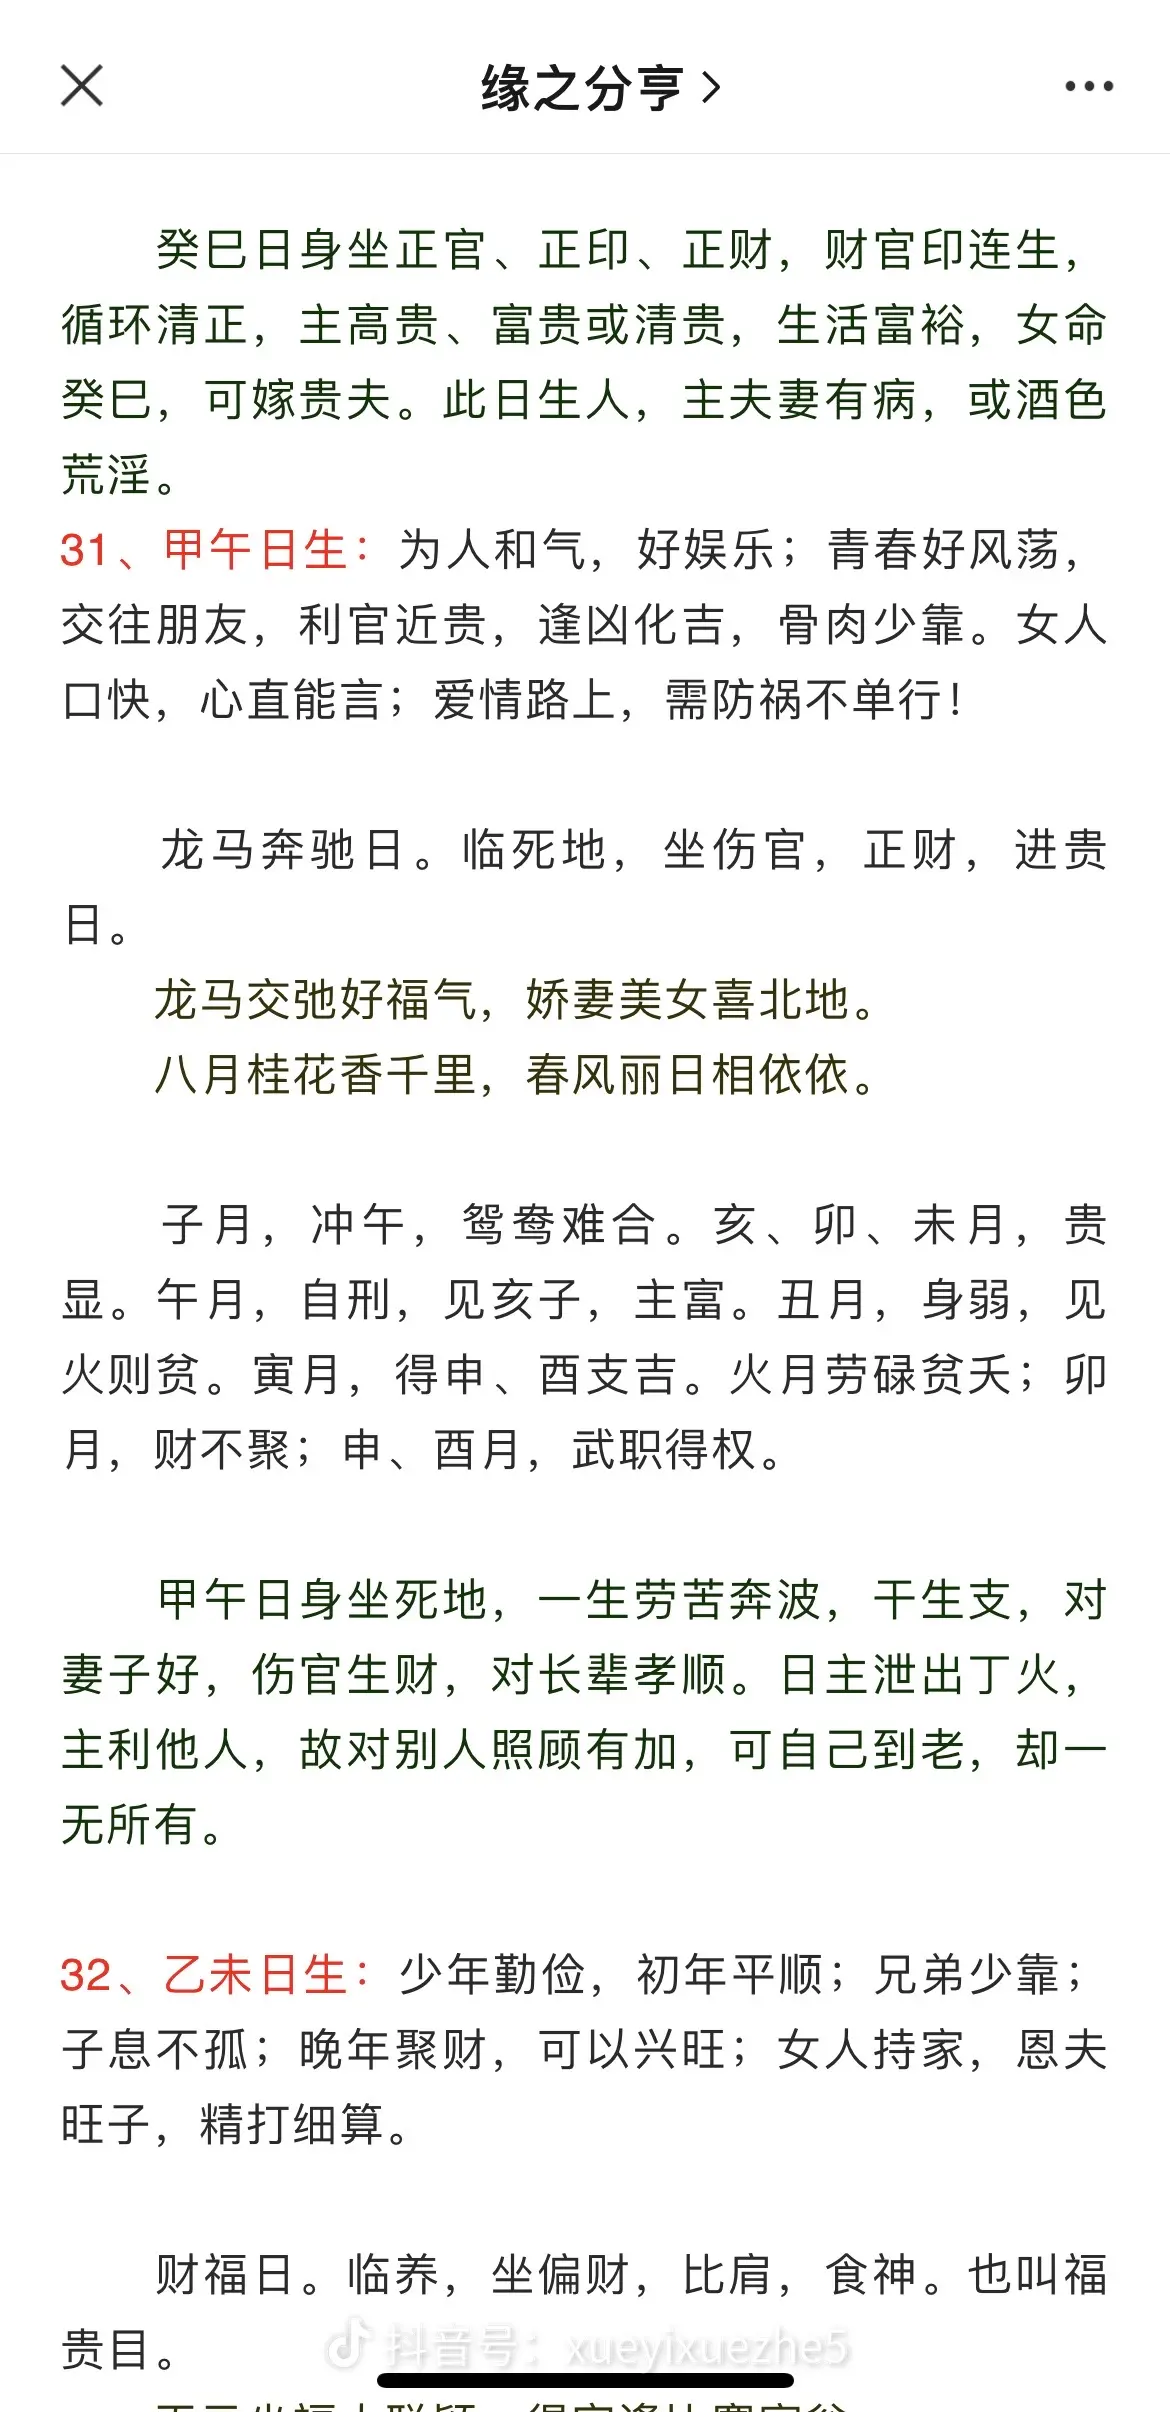 缘之分亨
癸巳日身坐正官、正印、正财，财官印连生，
循环清正，主高贵、富贵或清贵，生活富裕，女命
癸巳，可嫁贵夫。此日生人，主夫妻有病，或酒色
荒淫。
31、甲午日生：为人和气，好娱乐；青春好风荡，
交往朋友，利官近贵，逢凶化吉，骨肉少靠。女人
口快，心直能言；爱情路上，需防祸不单行！
龙马奔驰日。临死地，坐伤官，正财，进贵
日。
龙马交弛好福气，娇妻美女喜北地。
八月桂花香千里，春风丽日相依依。
子月，冲午，鸳鸯难合。亥、卯、未月，贵
显。午月，自刑，见亥子，主富。丑月，身弱，见
火则贫。寅月，得申、酉支吉。火月劳碌贫夭；卯
月，财不聚；申、酉月，武职得权。
甲午日身坐死地，一生劳苦奔波，干生支，对
妻子好，伤官生财，对长辈孝顺。日主泄出丁火，
主利他人，故对别人照顾有加，可自己到老，却一
无所有。
32、乙未日生：少年勤俭，初年平顺；兄弟少靠；
子息不孤；晚年聚财，可以兴旺；女人持家，恩夫
旺子，精打细算。
财福日。临养，坐偏财，比肩，食神。也叫福
贵目。
抖音号：xueyixuezhe5